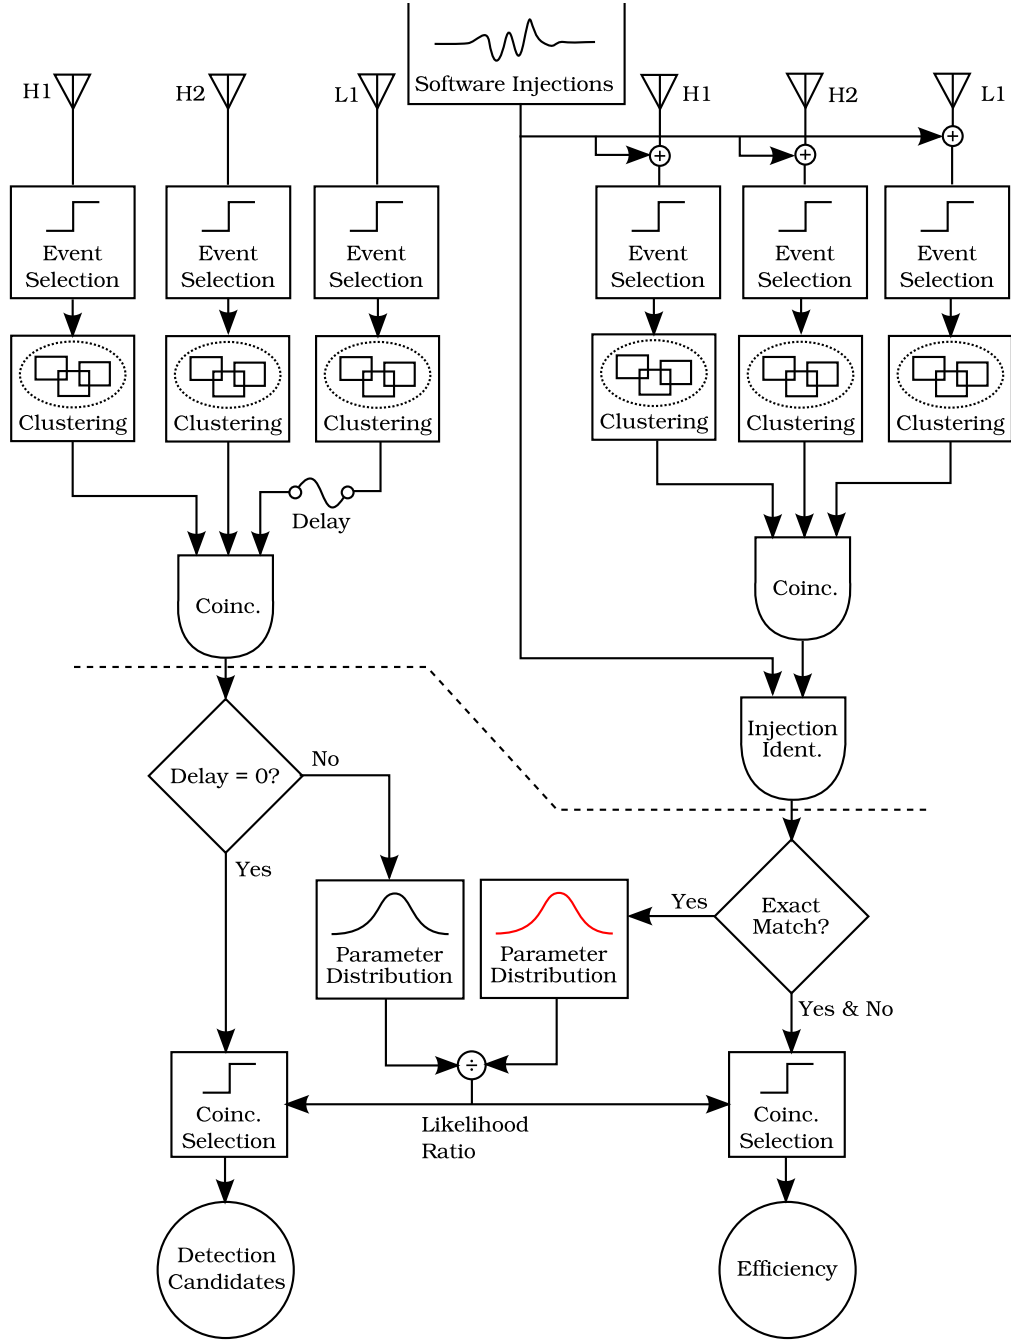 Software Injections
H1
H2
L1
H1
H2
L1
+
+
+
Event
Selection
Event
Selection
Event
Selection
Event
Selection
Event
Selection
Event
Selection
Clustering
Clustering
Clustering
Clustering
Clustering
Clustering
Delay
Coinc.
Coinc.
Injection
Ident.
Delay = 0?
No
Yes
Exact
Match?
Yes
Yes & No
Parameter
Distribution
Parameter
Distribution
÷
Likelihood
Ratio
Coinc.
Selection
Coinc.
Selection
Detection
Candidates
Efficiency